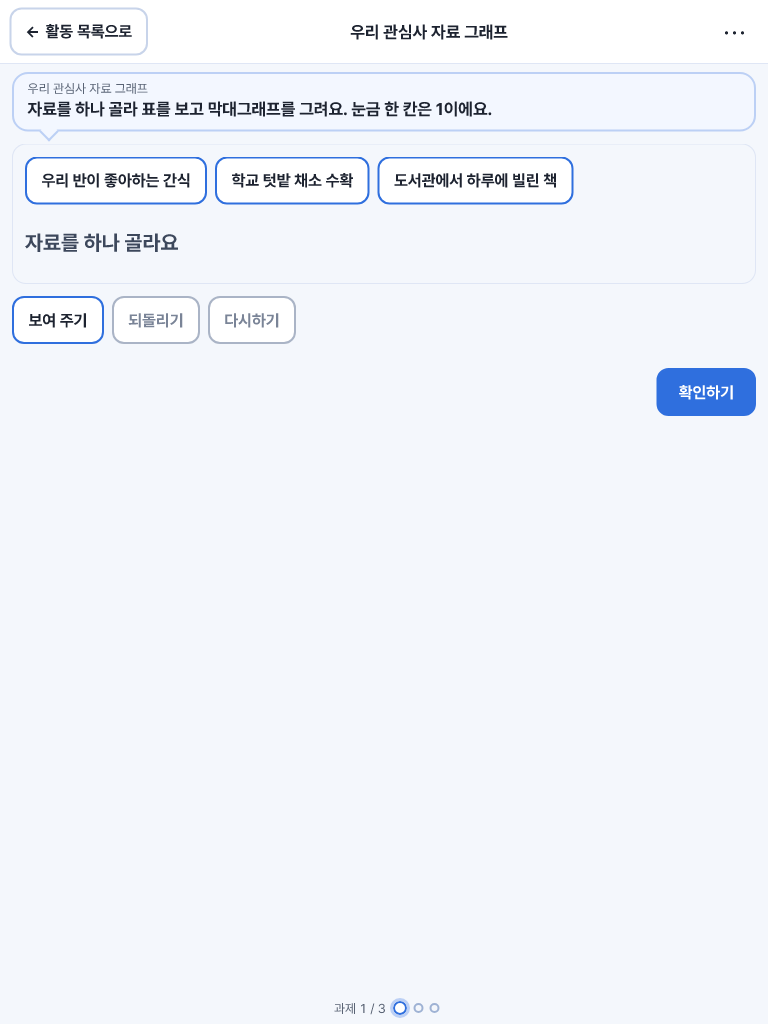 ← 활동 목록으로
우리 관심사 자료 그래프
우리 관심사 자료 그래프
자료를 하나 골라 표를 보고 막대그래프를 그려요. 눈금 한 칸은 1이에요.
우리 반이 좋아하는 간식
학교 텃밭 채소 수확
도서관에서 하루에 빌린 책
자료를 하나 골라요
보여 주기
되돌리기
다시하기
확인하기
과제 1 / 3